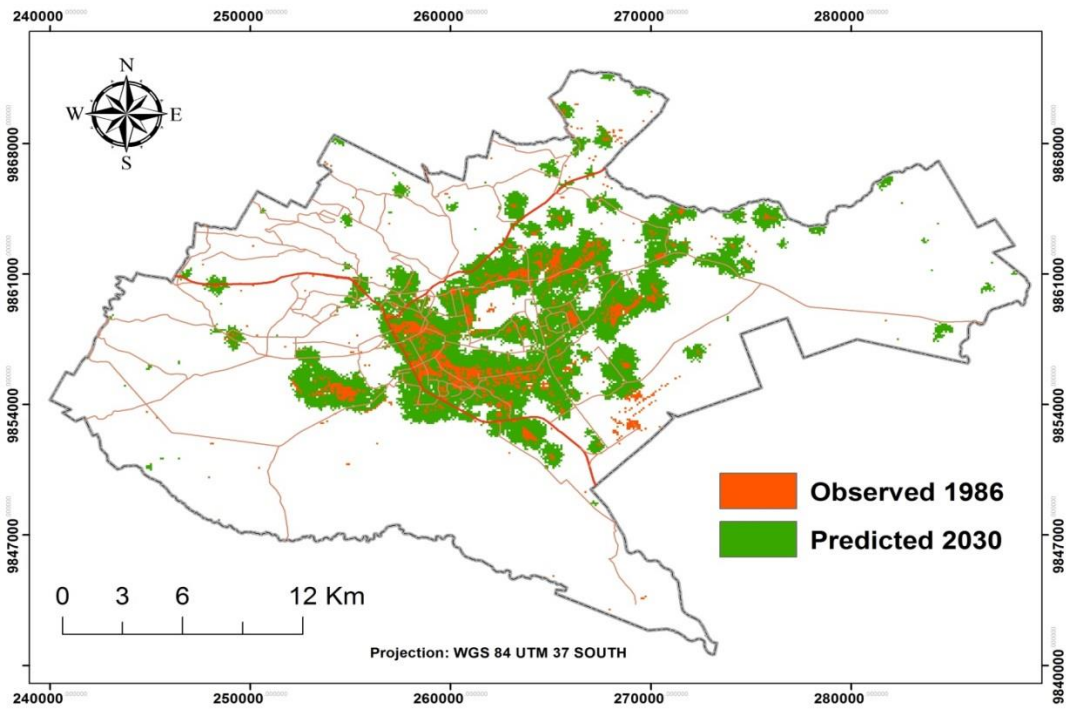 240000 250000 260000 270000 280000
N
W E
S
9868000 9868000
9861000 9861000
9854000 9854000
Observed 1986
Predicted 2030
9847000 9847000
0 3 6 12 Km
Projection: WGS 84 UTM 37 SOUTH
9840000
240000 250000 260000 270000 280000